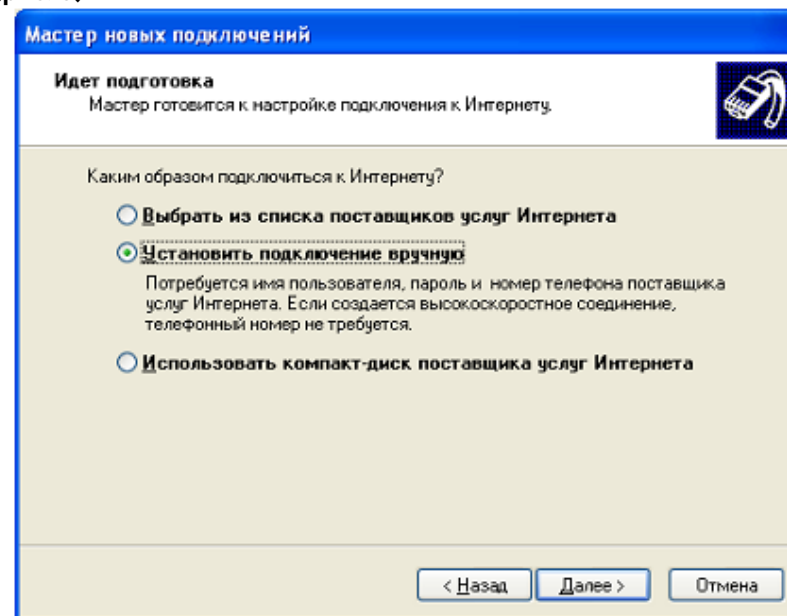 Мастер новых подключений
Идет подготовка
Мастер готовится к настройке подключения к Интернету.
Каким образом подключиться к Интернету?
Выбрать из списка поставщиков услуг Интернета
Установить подключение вручную
Потребуется имя пользователя, пароль и номер телефона поставщика
услуг Интернета. Если создается высокоскоростное соединение,
телефонный номер не требуется.
Использовать компакт-диск поставщика услуг Интернета
< Назад Далее > Отмена